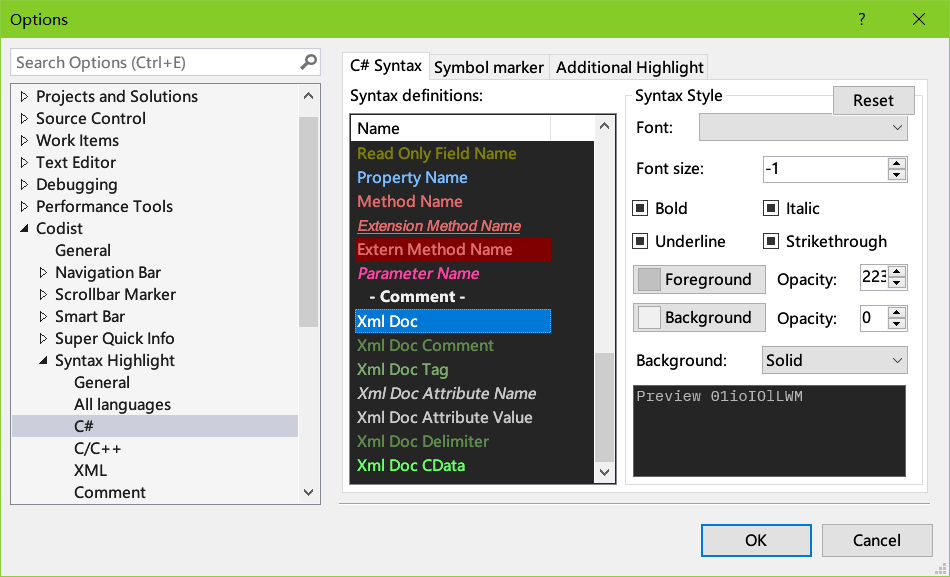 Options
?
Search Options (Ctrl+E)
Projects and Solutions
Source Control
Work Items
Text Editor
Debugging
Performance Tools
Codist
General
Navigation Bar
Scrollbar Marker
Smart Bar
Super Quick Info
Syntax Highlight
General
All languages
C#
C/C++
XML
Comment
C# Syntax
Symbol marker
Additional Highlight
Syntax definitions:
Name
Read Only Field Name
Property Name
Method Name
Extension Method Name
Extern Method Name
Parameter Name
- Comment -
Xml Doc
Xml Doc Comment
Xml Doc Tag
Xml Doc Attribute Name
Xml Doc Attribute Value
Xml Doc Delimiter
Xml Doc CData
Syntax Style
Reset
Font:
Font size:
-1
Bold
Italic
Underline
Strikethrough
Foreground
Opacity:
223
Background
Opacity:
0
Background:
Solid
Preview 01ioIOlLWM
OK
Cancel